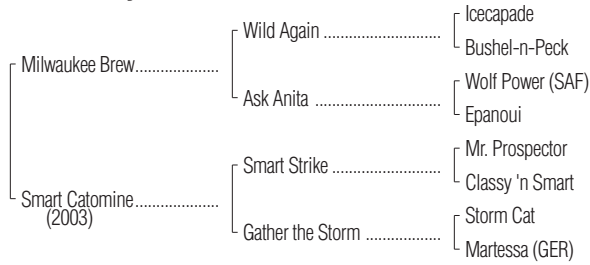 Icecapade
Wild Again ........................
Bushel-n-Peck
Milwaukee Brew.................
Wolf Power (SAF)
Ask Anita ..........................
Epanoui
Mr. Prospector
Smart Strike ......................
Classy 'n Smart
Smart Catomine.................
(2003)
Storm Cat
Gather the Storm ................
Martessa (GER)